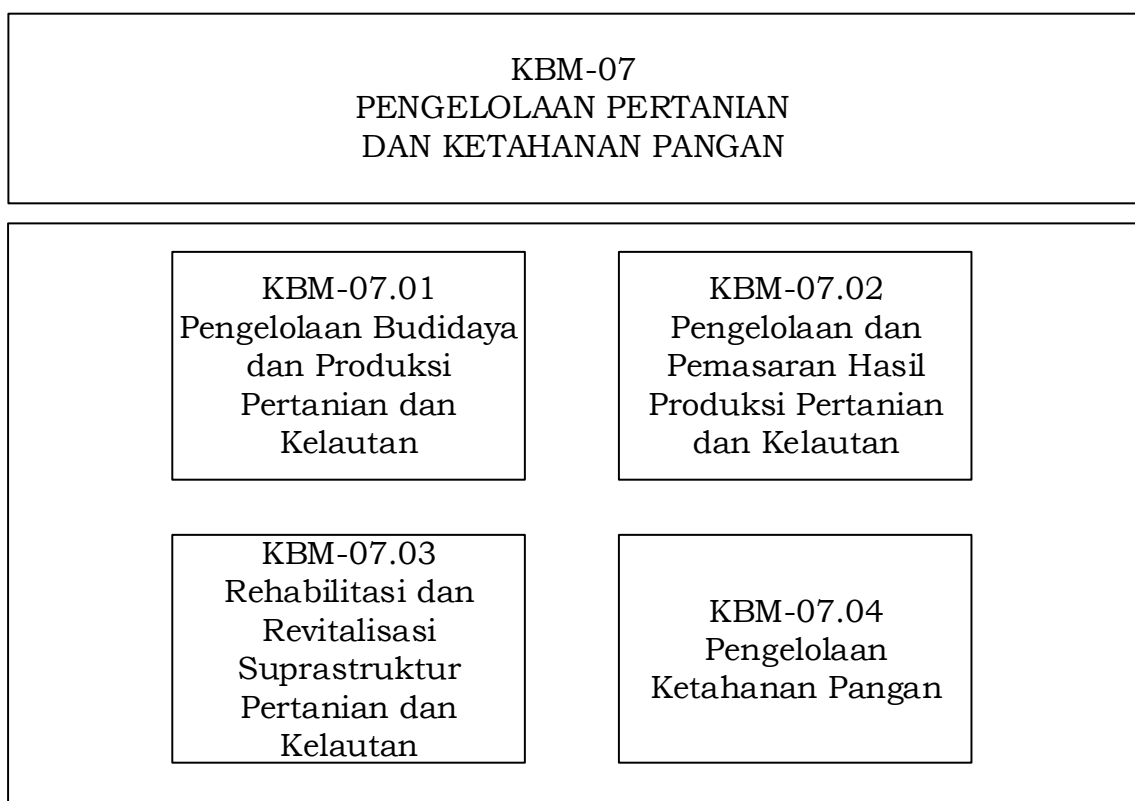 KBM-07
PENGELOLAAN PERTANIAN
DAN KETAHANAN PANGAN
KBM-07.01
Pengelolaan Budidaya
dan Produksi
Pertanian dan
Kelautan
KBM-07.02
Pengelolaan dan
Pemasaran Hasil
Produksi Pertanian
dan Kelautan
KBM-07.03
Rehabilitasi dan
Revitalisasi
Suprastruktur
Pertanian dan
Kelautan
KBM-07.04
Pengelolaan
Ketahanan Pangan